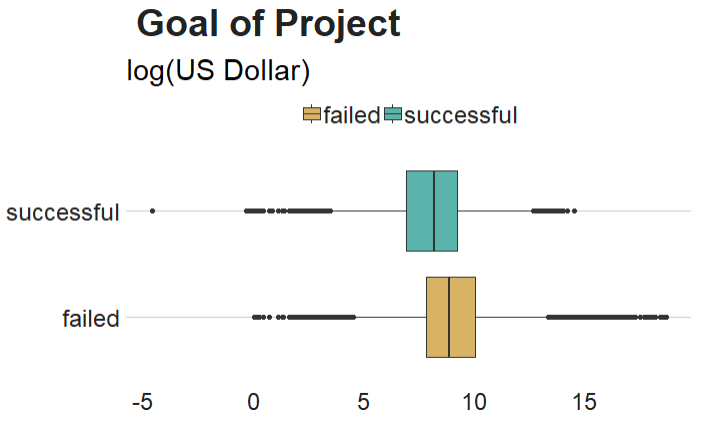 Goal of Project
log(US Dollar)
failed successful
successful
failed
-5 0 5 10 15